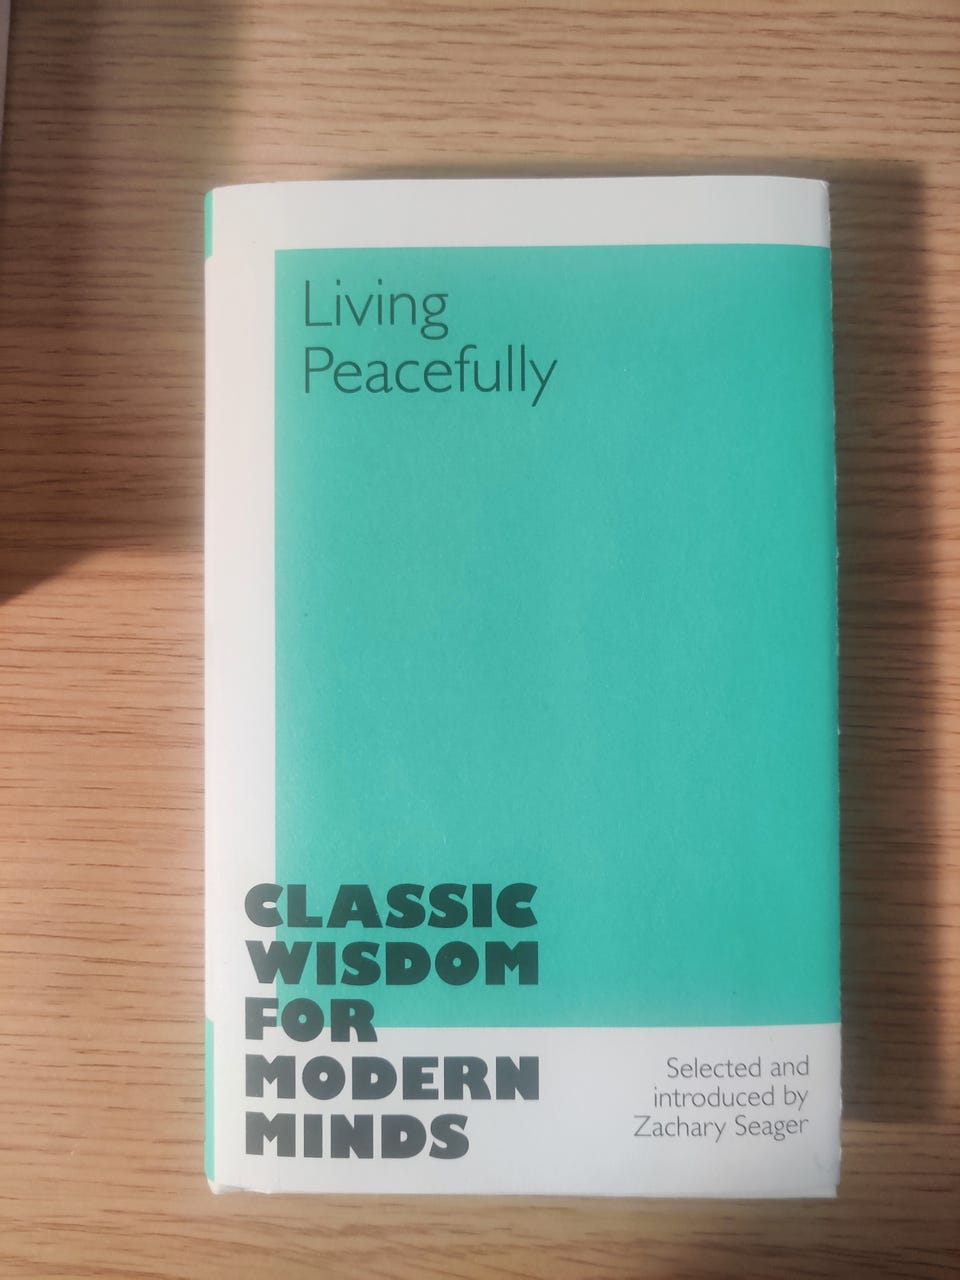 Living
Peacefully
CLASSIC
WISDOM
FOR
MODERN
MINDS
Selected and
introduced by
Zachary Seager